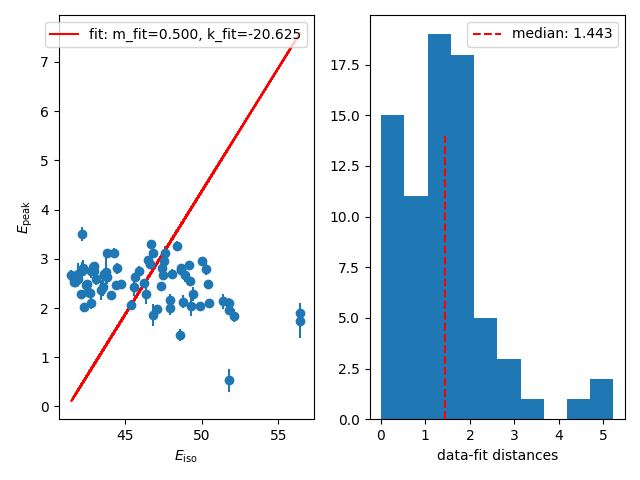 fit: m_fit=0.500, k_fit=-20.625
7
6
5
4
3
2
1
0
E_peak
45 50 55
E_iso
median: 1.443
17.5
15.0
12.5
10.0
7.5
5.0
2.5
0.0
0 1 2 3 4 5
data-fit distances